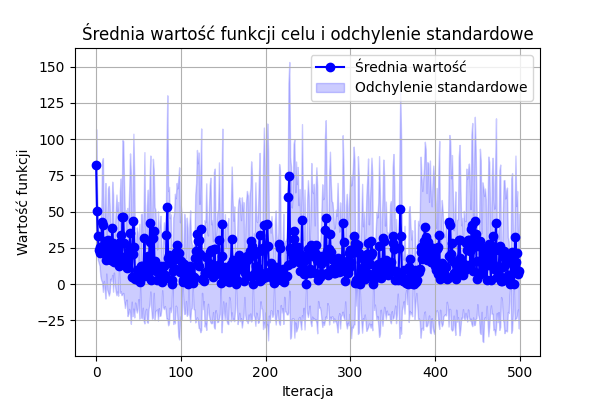 Średnia wartość funkcji celu i odchylenie standardowe
Średnia wartość
Odchylenie standardowe
Wartość funkcji
150
125
100
75
50
25
0
−25
0
100
200
300
400
500
Iteracja